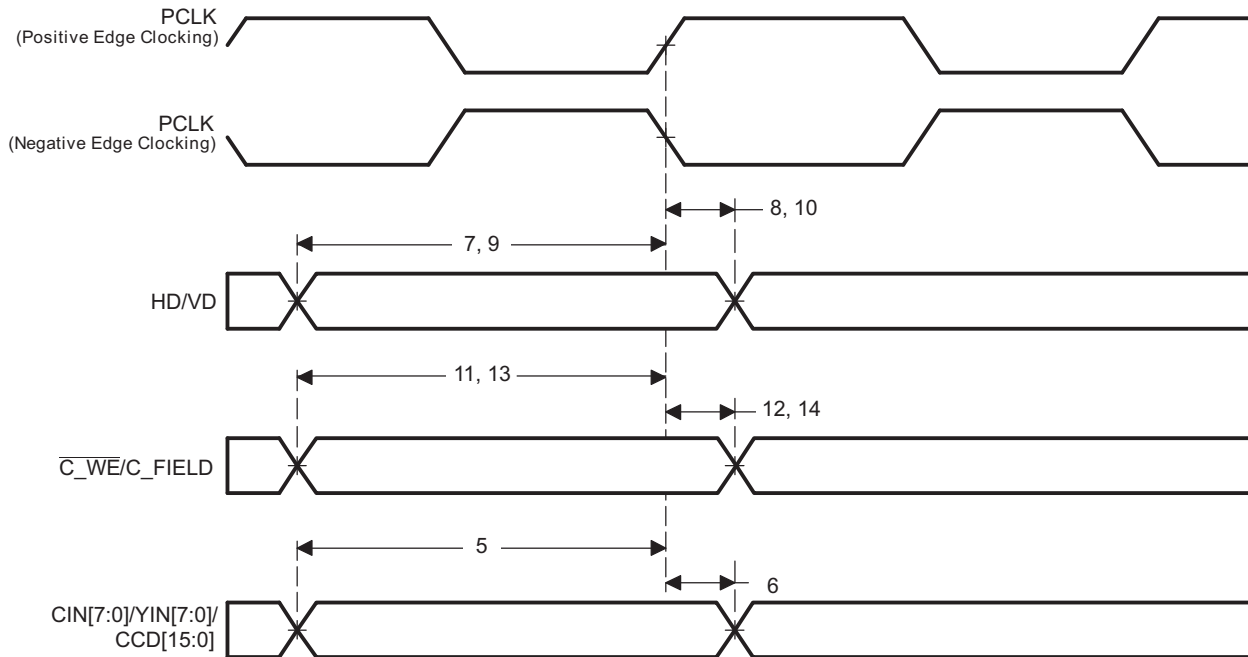 PCLK
(Positive Edge Clocking)
PCLK
(Negative Edge Clocking)
8, 10
7, 9
HD/VD
11, 13
12, 14
C_WE/C_FIELD
5
6
CIN[7:0]/YIN[7:0]/
CCD[15:0]